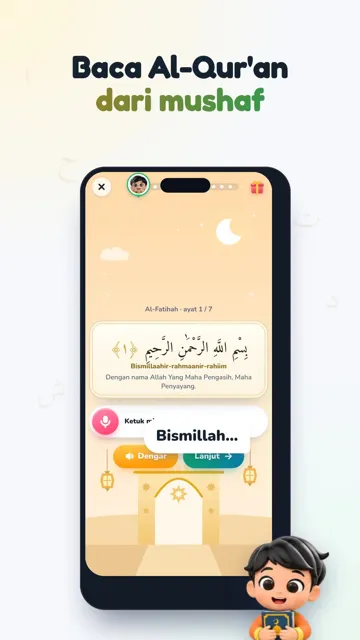 Baca Al-Qur'an
dari mushaf
Al-Fatihah · ayat 1 / 7
بِسْمِ اللَّهِ الرَّحْمَٰنِ الرَّحِيمِ ﴿١﴾
Bismillaahir-rahmaanir-rahiim
Dengan nama Allah Yang Maha Pengasih, Maha
Penyayang.
Ketuk
Bismillah...
Dengar
Lanjut →